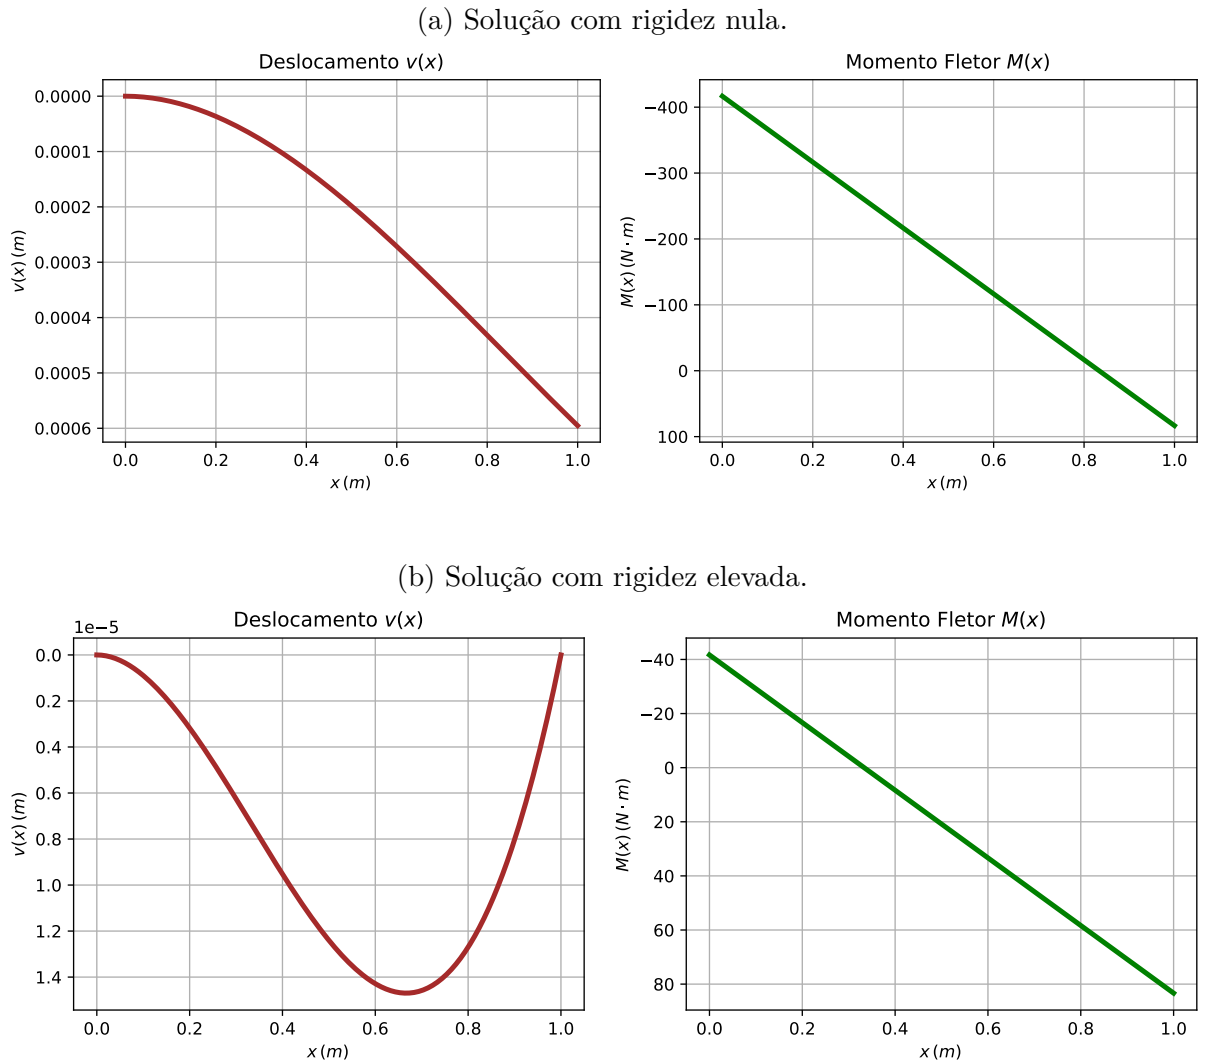 (a) Solução com rigidez nula.
Deslocamento v(x)
0.0000
0.0001
0.0002
0.0003
0.0004
0.0005
0.0006
v(x) (m)
0.0 0.2 0.4 0.6 0.8 1.0
x (m)
Momento Fletor M(x)
−400
−300
−200
−100
0
100
M(x) (N · m)
0.0 0.2 0.4 0.6 0.8 1.0
x (m)
(b) Solução com rigidez elevada.
1e−5
Deslocamento v(x)
0.0
0.2
0.4
0.6
0.8
1.0
1.2
1.4
v(x) (m)
0.0 0.2 0.4 0.6 0.8 1.0
x (m)
Momento Fletor M(x)
−40
−20
0
20
40
60
80
M(x) (N · m)
0.0 0.2 0.4 0.6 0.8 1.0
x (m)